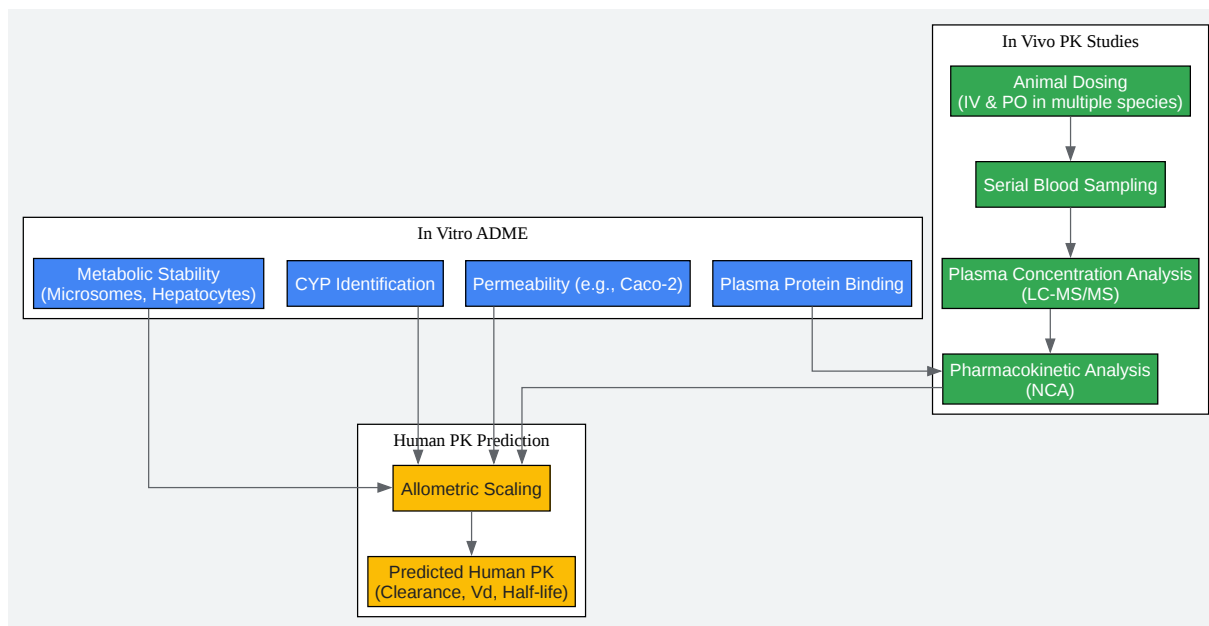 In Vivo PK Studies
Animal Dosing
(IV & PO in multiple species)
Serial Blood Sampling
Plasma Concentration Analysis
(LC-MS/MS)
Pharmacokinetic Analysis
(NCA)
In Vitro ADME
Metabolic Stability
(Microsomes, Hepatocytes)
CYP Identification
Permeability (e.g., Caco-2)
Plasma Protein Binding
Human PK Prediction
Allometric Scaling
Predicted Human PK
(Clearance, Vd, Half-life)